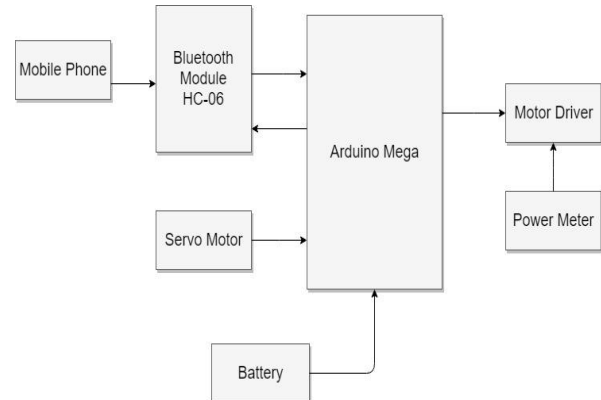 Mobile Phone
Bluetooth
Module
HC-06
Arduino Mega
Motor Driver
Power Meter
Servo Motor
Battery